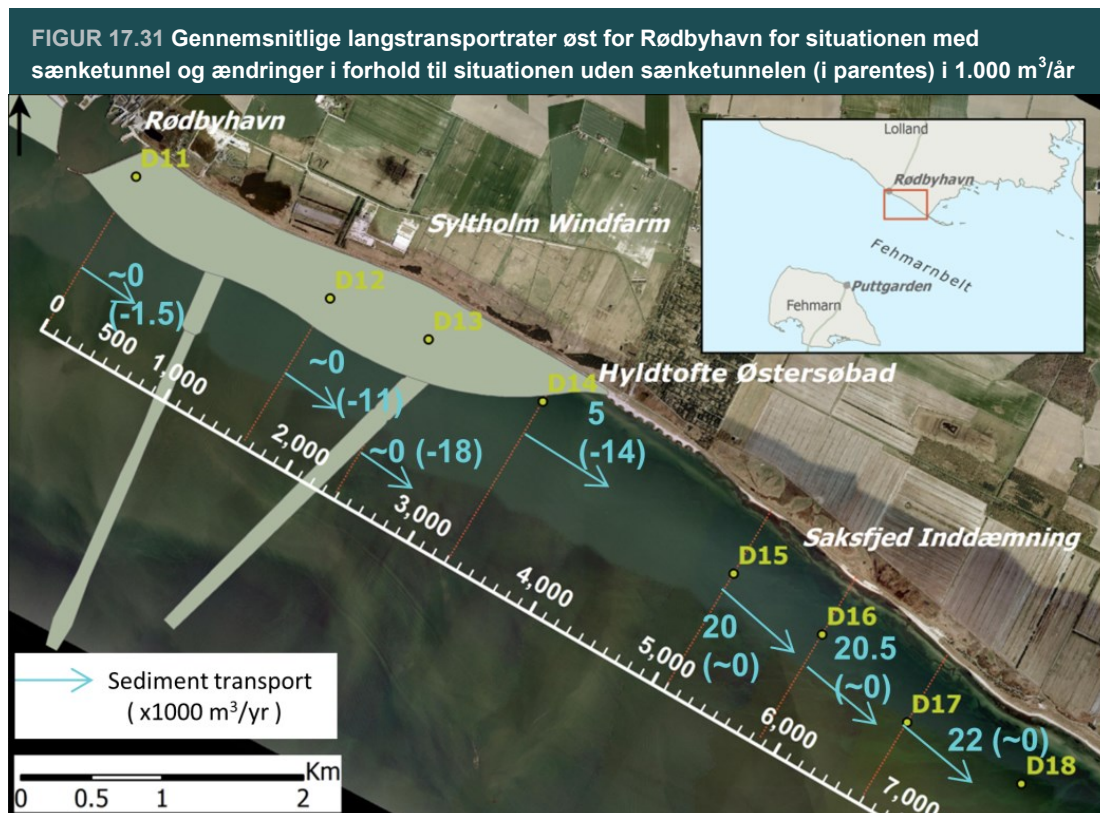 FIGUR 17.31 Gennemsnitlige langstransportrater øst for Rødbyhavn for situationen med
sænketunnel og ændringer i forhold til situationen uden sænketunnelen (i parentes) i 1.000 m³/år
Rødbyhavn
D11
Syltholm Windfarm
D12
D13
Hyldtofte Østersøbad
D14
Saksfjed Inddæmning
D15
D16
D17
D18
~0
(-1.5)
~0
(-11)
~0 (-18)
5
(-14)
20
(~0)
20.5
(~0)
22 (~0)
0
500
1,000
2,000
3,000
4,000
5,000
6,000
7,000
Lolland
Rødbyhavn
Fehmarnbelt
Puttgarden
Fehmarn
Sediment transport
( x1000 m³/yr )
Km
0 0.5 1 2